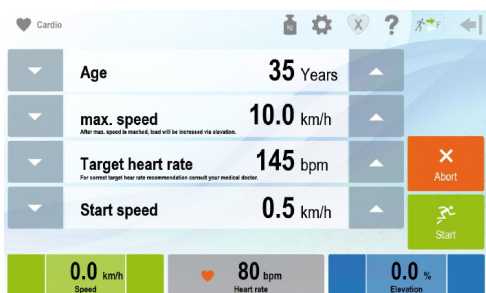 Cardio
kg
X
?
F
Age 35 Years
max. speed 10.0 km/h
After max. speed is reached, load will be increased via elevation.
Target heart rate 145 bpm
For correct target hear rate recommendation consult your medical doctor.
Start speed 0.5 km/h
Abort
Start
0.0 km/h
Speed
80 bpm
Heart rate
0.0 %
Elevation